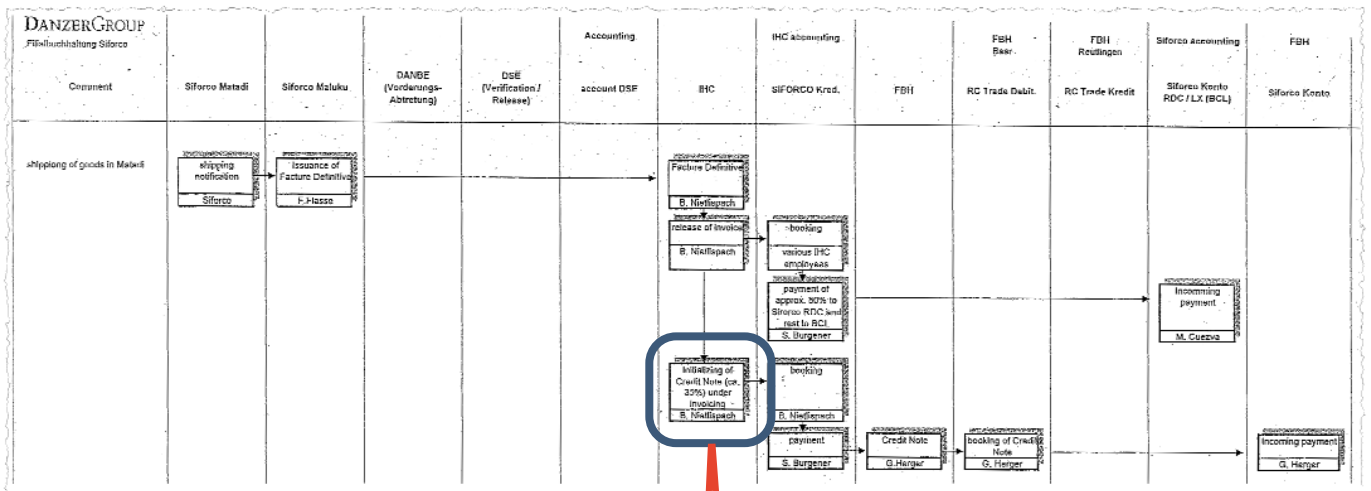 DANZERGROUP
Filialbuchhaltung Siforco
Comment
Siforco Matadi
Siforco Maluku
DANBE
(Vorderungs-
Abtretung)
DSE
(Verification /
Release)
Accounting
account DSE
IHC
IHC accounting
SIFORCO Kred.
FBH
FBH
Baar
RC Trade Debit.
FBH
Reutlingen
RC Trade Kredit
Siforco accounting
Siforco Konto
RDC / LX (BCL)
FBH
Siforco Konto
shippiong of goods in Matadi
shipping
notification
Siforco
Issuance of
Facture Definitive
F.Flasse
Facture Definitive
B. Nietlispach
release of invoice
B. Nietlispach
booking
various IHC
employees
payment of
approx. 50% to
Siforco RDC and
rest to BCL
S. Burgener
Incomming
payment
M. Cuezva
Initializing of
Credit Note (ca.
35%) under
invoicing
B. Nietlispach
booking
B. Nietlispach
payment
S. Burgener
Credit Note
G.Herger
booking of Credit
Note
G. Herger
Incoming payment
G. Herger